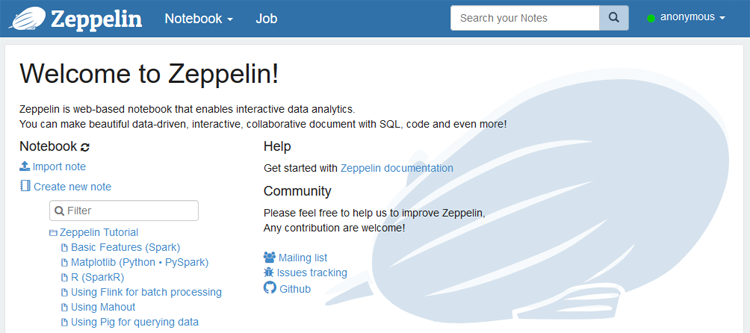 Zeppelin Notebook Job Search your Notes anonymous
Welcome to Zeppelin!
Zeppelin is web-based notebook that enables interactive data analytics.
You can make beautiful data-driven, interactive, collaborative document with SQL, code and even more!
Notebook
Import note
Create new note
Filter
Zeppelin Tutorial
Basic Features (Spark)
Matplotlib (Python • PySpark)
R (SparkR)
Using Flink for batch processing
Using Mahout
Using Pig for querying data
Help
Get started with Zeppelin documentation
Community
Please feel free to help us to improve Zeppelin,
Any contribution are welcome!
Mailing list
Issues tracking
Github